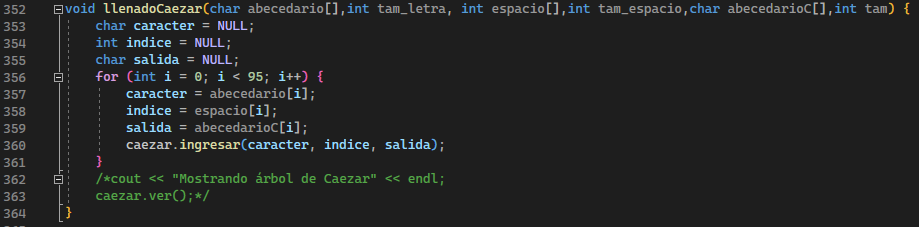 352 void llenadoCaezar(char abecedario[],int tam_letra, int espacio[],int tam_espacio,char abecedarioC[],int tam) {
353 char caracter = NULL;
354 int indice = NULL;
355 char salida = NULL;
356 for (int i = 0; i < 95; i++) {
357 caracter = abecedario[i];
358 indice = espacio[i];
359 salida = abecedarioC[i];
360 caezar.ingresar(caracter, indice, salida);
361 }
362 /*cout << "Mostrando árbol de Caezar" << endl;
363 caezar.ver();*/
364 }